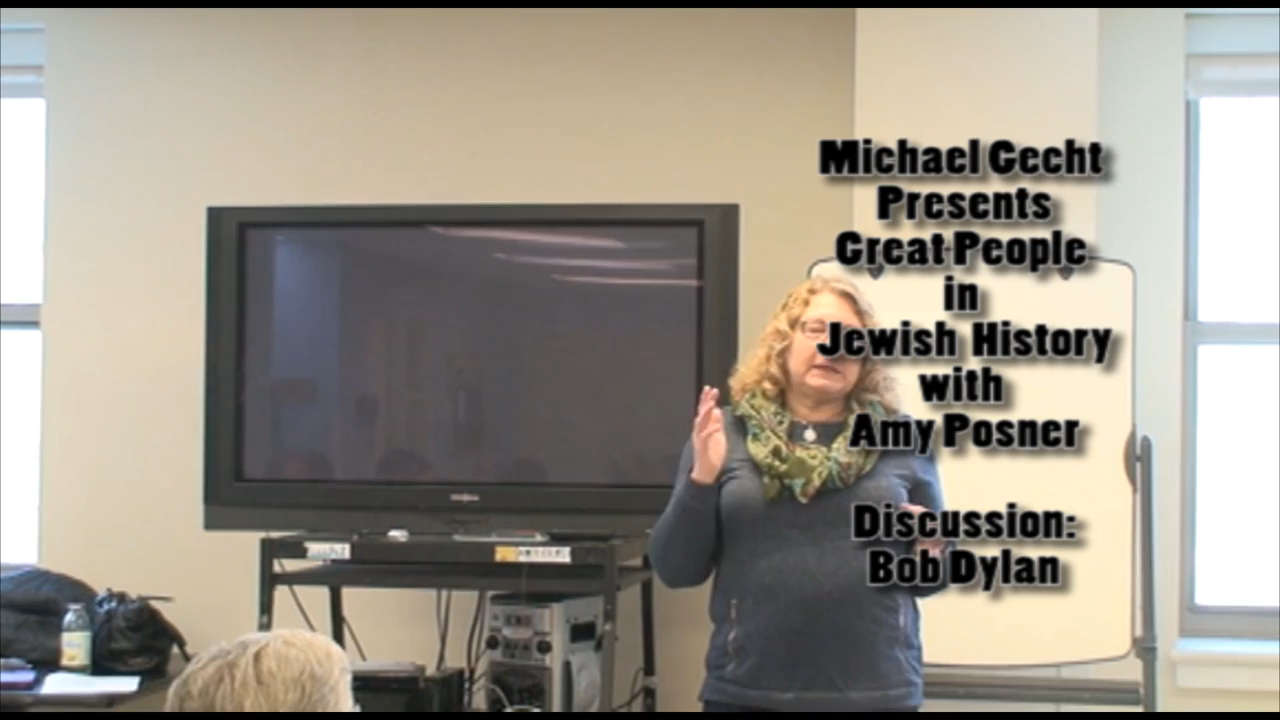 Michael Gecht
Presents
Great People
in
Jewish History
with
Amy Posner
Discussion:
Bob Dylan